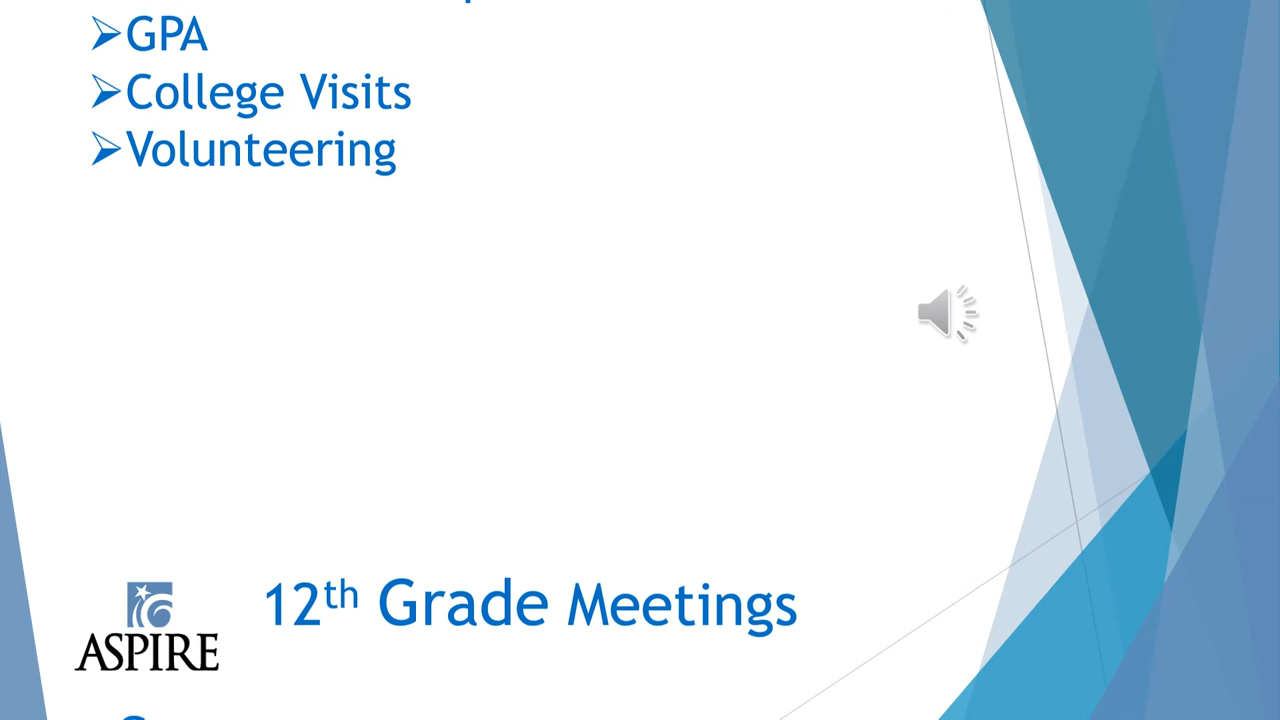 ➢GPA
➢College Visits
➢Volunteering
12th Grade Meetings
ASPIRE